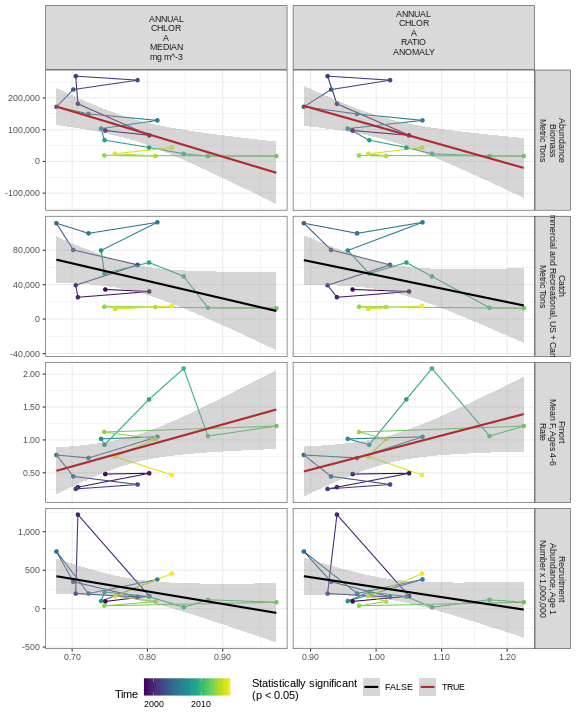 ANNUAL
CHLOR
A
MEDIAN
mg m^-3
ANNUAL
CHLOR
A
RATIO
ANOMALY
200,000
100,000
0
-100,000
Abundance
Biomass
Metric Tons
80,000
40,000
0
-40,000
Catch
and Recreational, US +
Metric Tons
2.00
1.50
1.00
0.50
Fmort
Mean F, Ages 4-6
Rate
1,000
500
0
-500
Recruitment
Abundance, Age 1
Number x 1,000,000
0.70 0.80 0.90
0.90 1.00 1.10 1.20
Time
2000 2010
Statistically significant
(p < 0.05)
FALSE TRUE